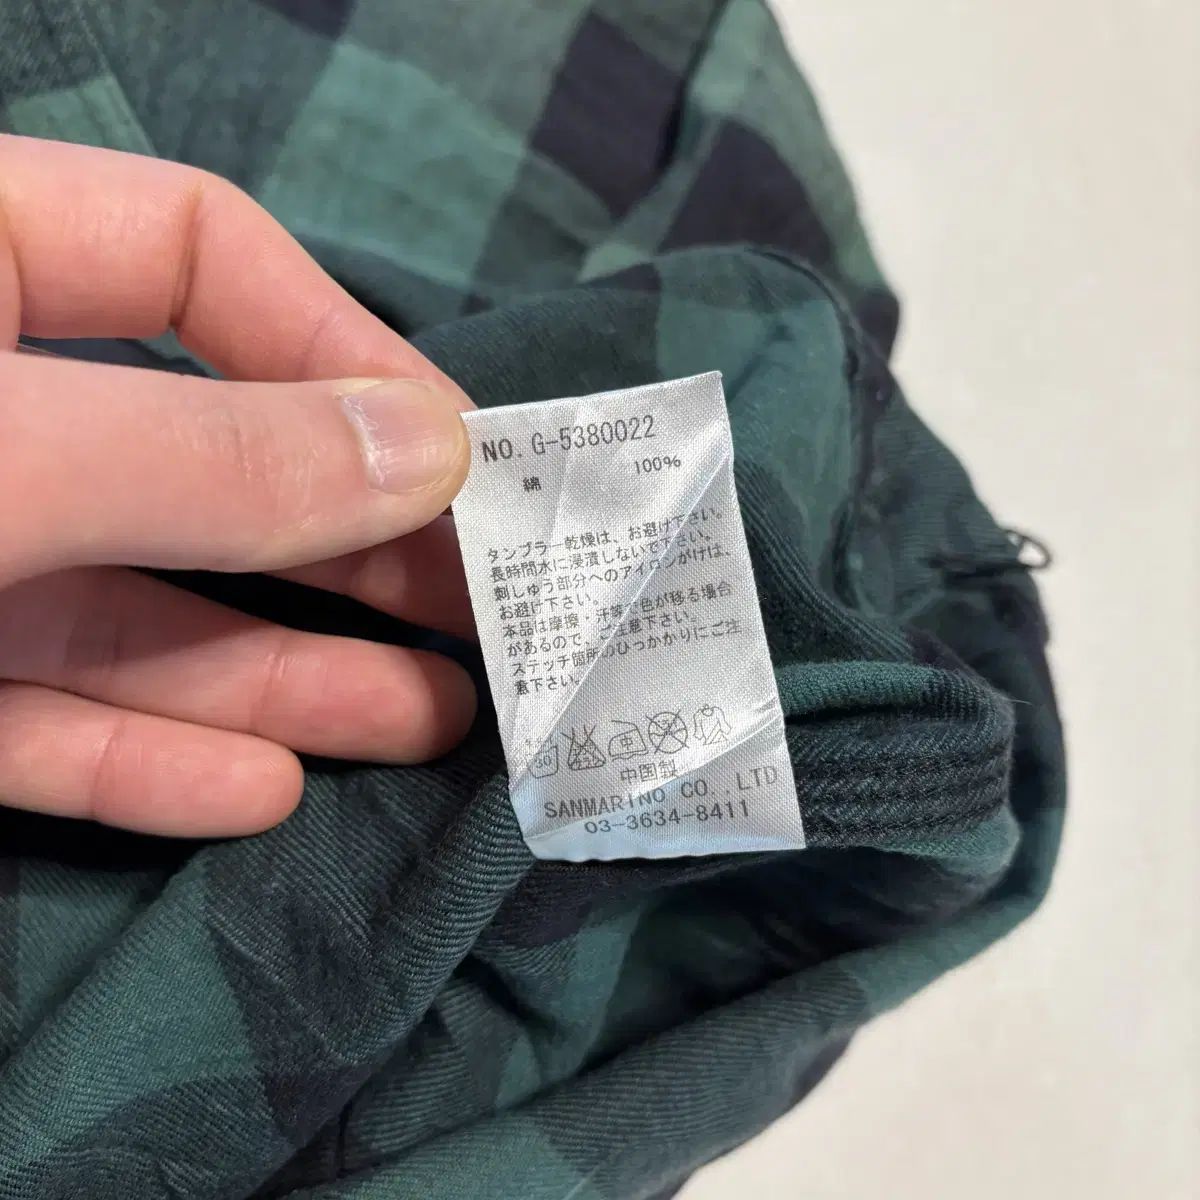 NO. G-5380022
綿 100%
タンブラー乾燥は、お避け下さい。
長時間水に浸漬しないで下さい。
刺しゅう部分へのアイロンがけは、
お避け下さい。
本品は摩擦・汗等で色が移る場合
があるので、ご注意下さい。
ステッチ箇所のひっかかりにご注
意下さい。
30
中
中国製
SANMARINO CO.,LTD
03-3634-8411